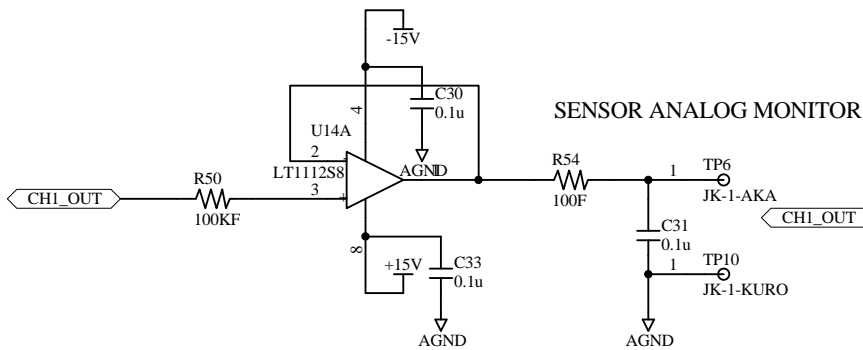 -15V
C30
0.1u
4
SENSOR ANALOG MONITOR
U14A
2
LT1112S8
AGND
1
R54
100F
1
TP6
JK-1-AKA
R50
100KF
CH1_OUT
3
C31
0.1u
CH1_OUT
8
+15V
C33
0.1u
1
TP10
JK-1-KURO
AGND
AGND